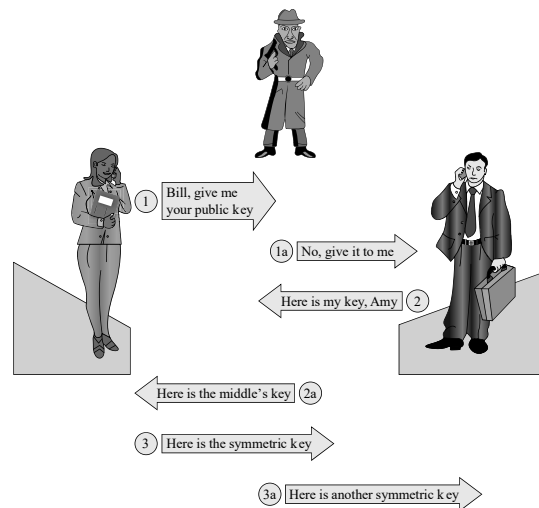 1
Bill, give me
your public key
1a
No, give it to me
Here is my key, Amy
2
Here is the middle’s key
2a
3
Here is the symmetric key
3a
Here is another symmetric key